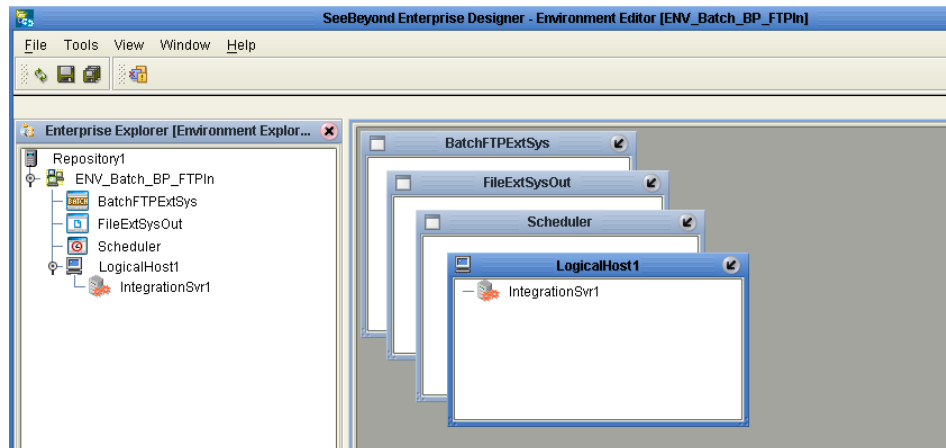 SeeBeyond Enterprise Designer - Environment Editor [ENV_Batch_BP_FTPIn]
File Tools View Window Help
Enterprise Explorer [Environment Explor...
Repository1
ENV_Batch_BP_FTPIn
BATCH BatchFTPExtSys
FileExtSysOut
Scheduler
LogicalHost1
IntegrationSvr1
BatchFTPExtSys
FileExtSysOut
Scheduler
LogicalHost1
IntegrationSvr1